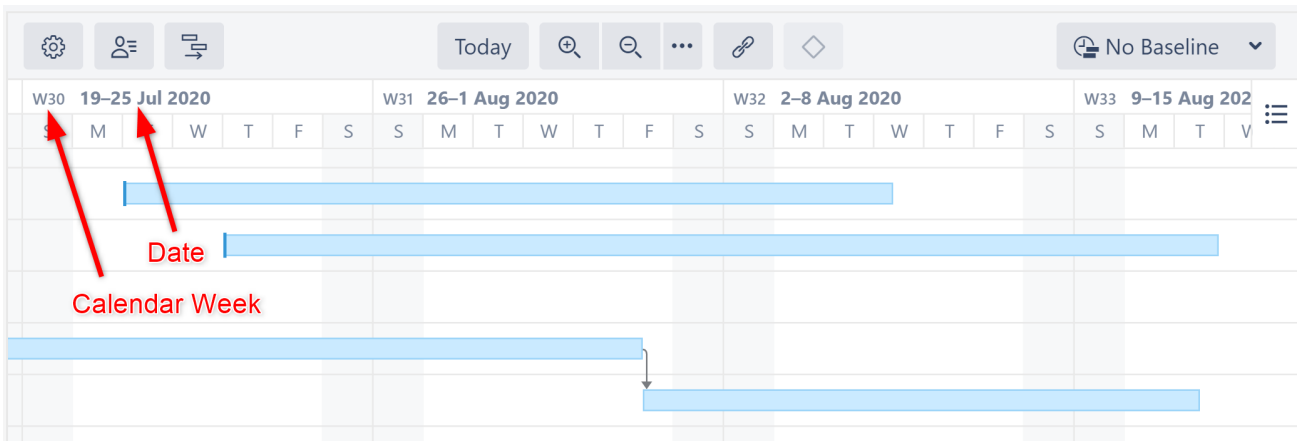 Today No Baseline
W30 19–25 Jul 2020 W31 26–1 Aug 2020 W32 2–8 Aug 2020 W33 9–15 Aug 202
S M W T F S S M T W T F S S M T W T F S S M T W
Date
Calendar Week